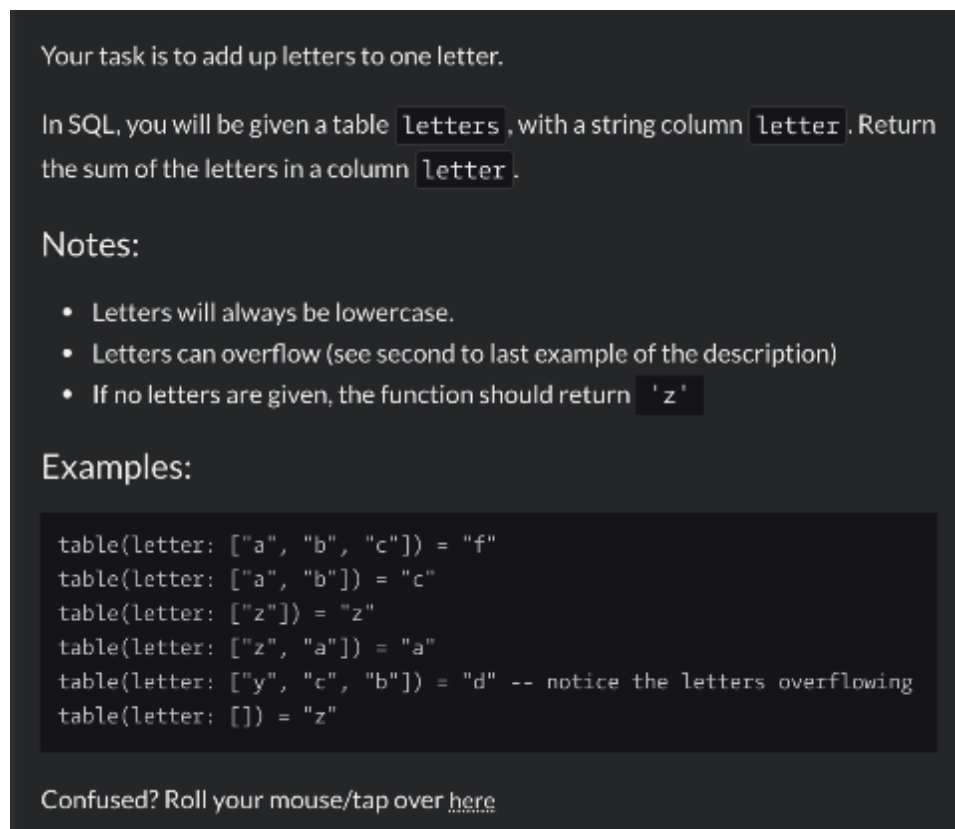 Your task is to add up letters to one letter.
In SQL, you will be given a table letters, with a string column letter. Return
the sum of the letters in a column letter.
Notes:
• Letters will always be lowercase.
• Letters can overflow (see second to last example of the description)
• If no letters are given, the function should return 'z'
Examples:
table(letter: ["a", "b", "c"]) = "f"
table(letter: ["a", "b"]) = "c"
table(letter: ["z"]) = "z"
table(letter: ["z", "a"]) = "a"
table(letter: ["y", "c", "b"]) = "d" -- notice the letters overflowing
table(letter: []) = "z"
Confused? Roll your mouse/tap over here